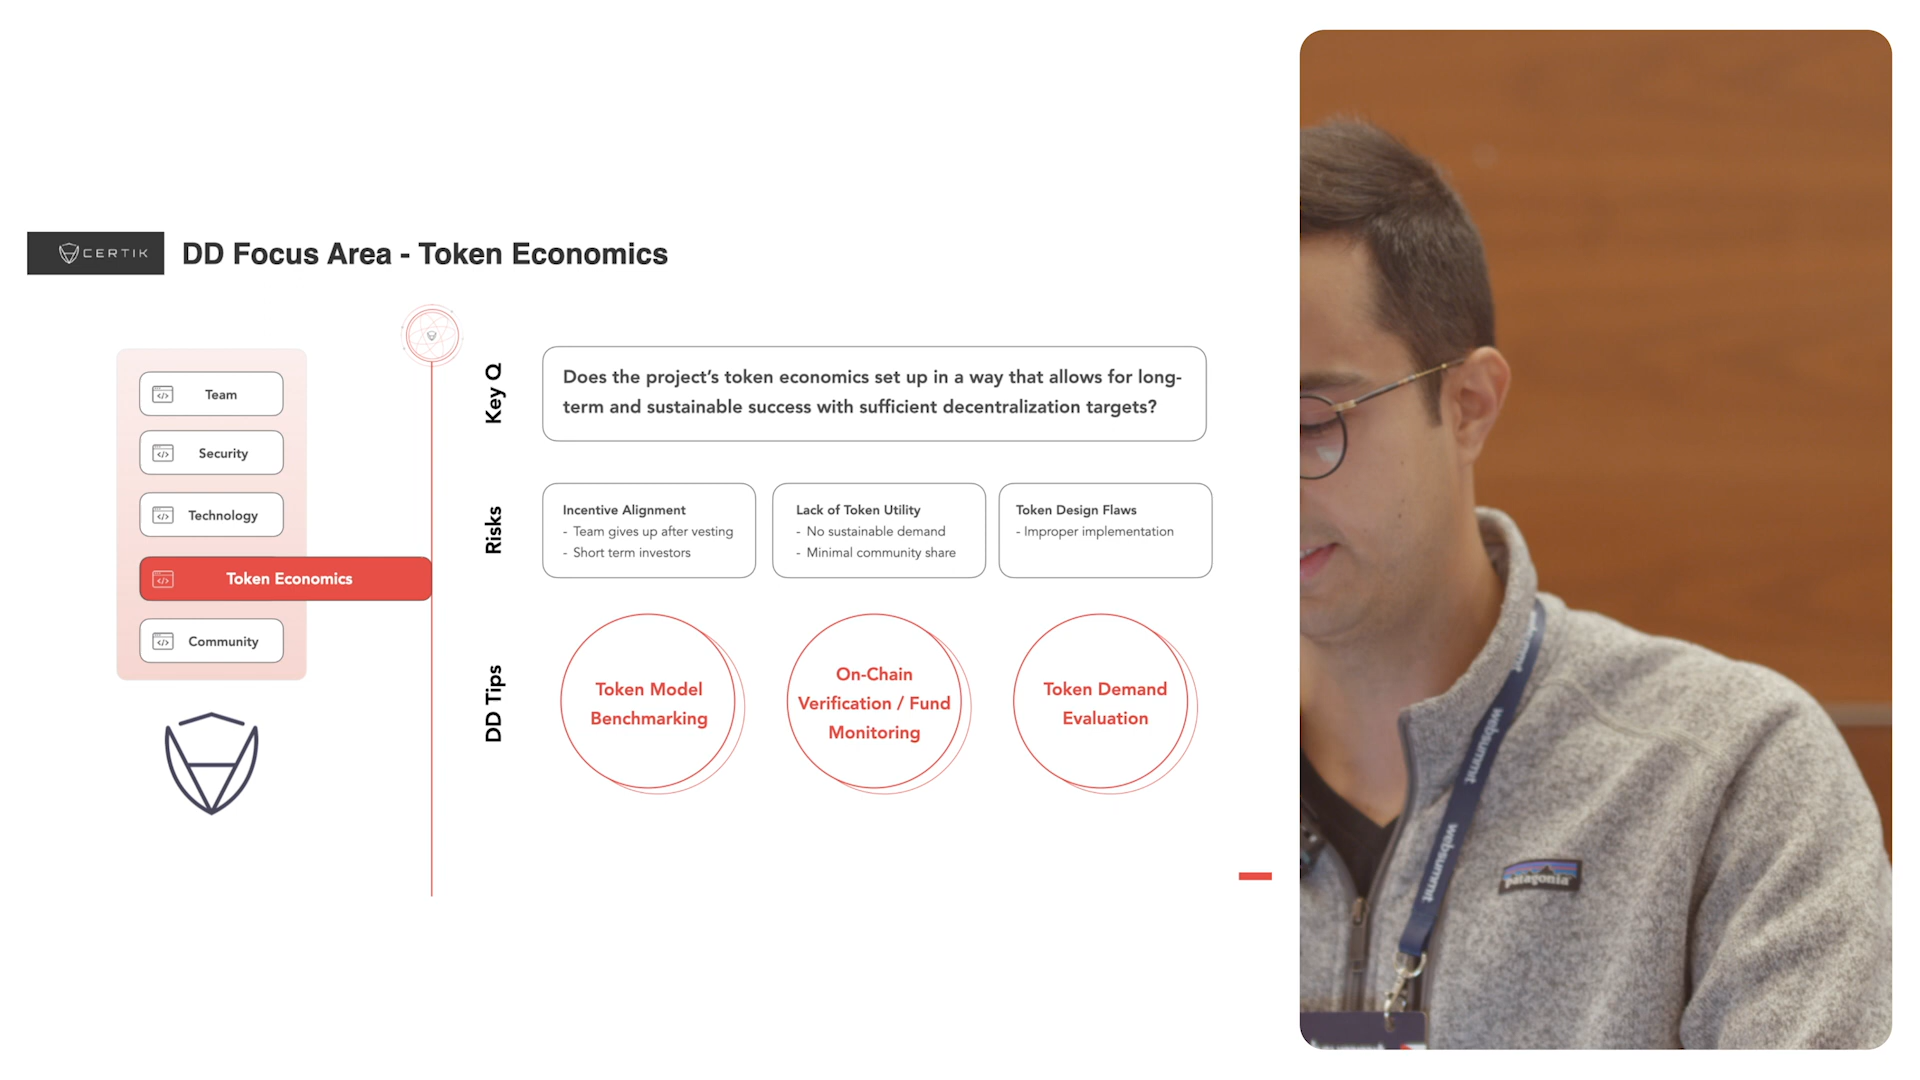 CERTIK
DD Focus Area - Token Economics
Team
Security
Technology
Token Economics
Community
Key Q
Does the project's token economics set up in a way that allows for long-
term and sustainable success with sufficient decentralization targets?
Risks
Incentive Alignment
- Team gives up after vesting
- Short term investors
Lack of Token Utility
- No sustainable demand
- Minimal community share
Token Design Flaws
- Improper implementation
DD Tips
Token Model
Benchmarking
On-Chain
Verification / Fund
Monitoring
Token Demand
Evaluation
websummit
websummit
websummit
patagonia